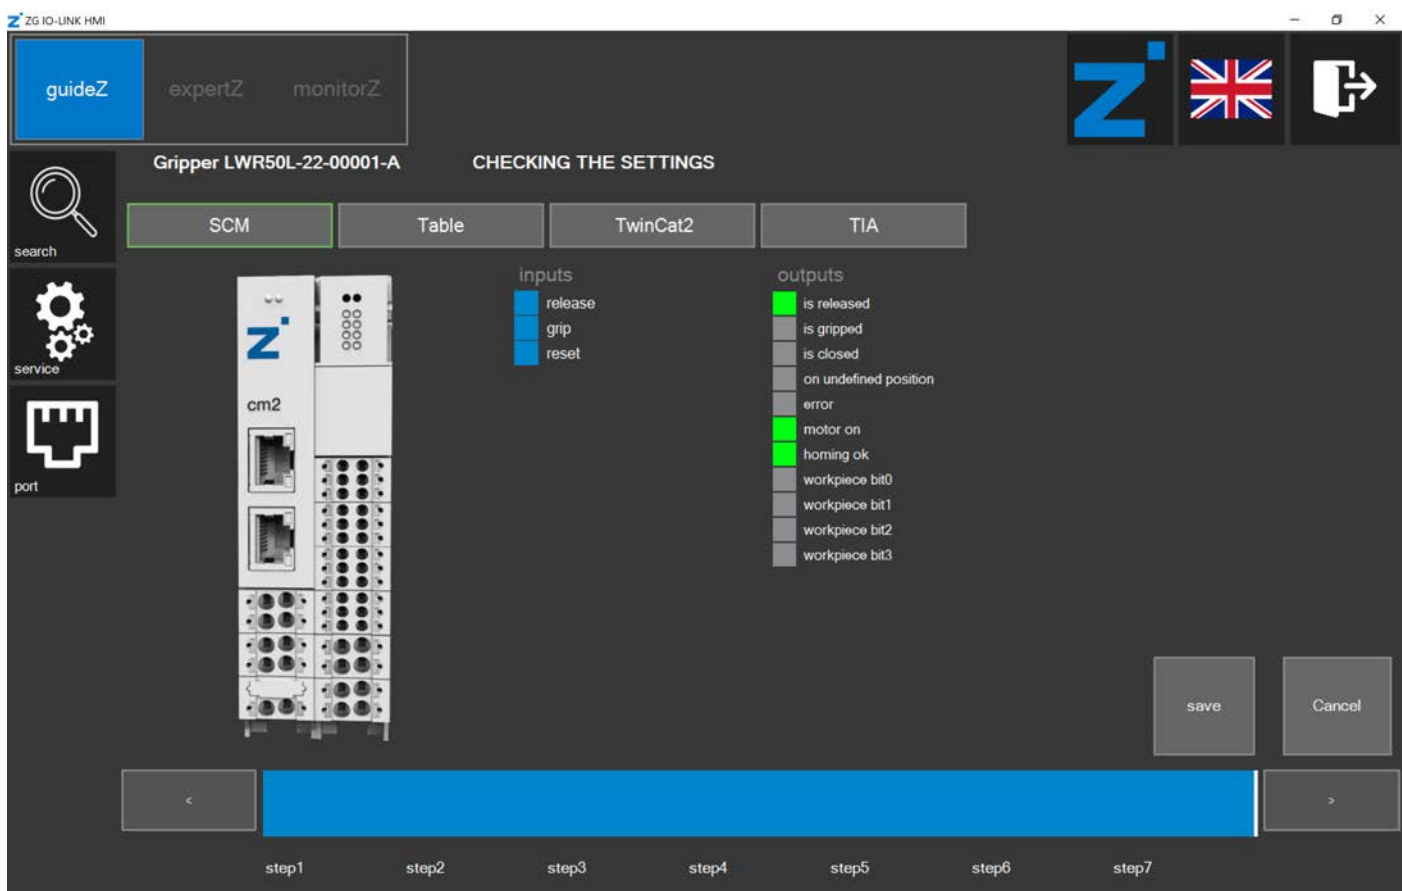 ZG IO-LINK HMI
guideZ
expertZ
monitorZ
Gripper LWR50L-22-00001-A
CHECKING THE SETTINGS
search
service
port
SCM
Table
TwinCat2
TIA
cm2
inputs
release
grip
reset
outputs
is released
is gripped
is closed
on undefined position
error
motor on
homing ok
workpiece bit0
workpiece bit1
workpiece bit2
workpiece bit3
save
Cancel
<
>
step1
step2
step3
step4
step5
step6
step7